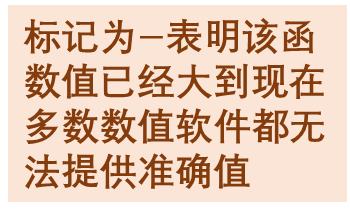 标记为–表明该函
数值已经大到现在
多数数值软件都无
法提供准确值